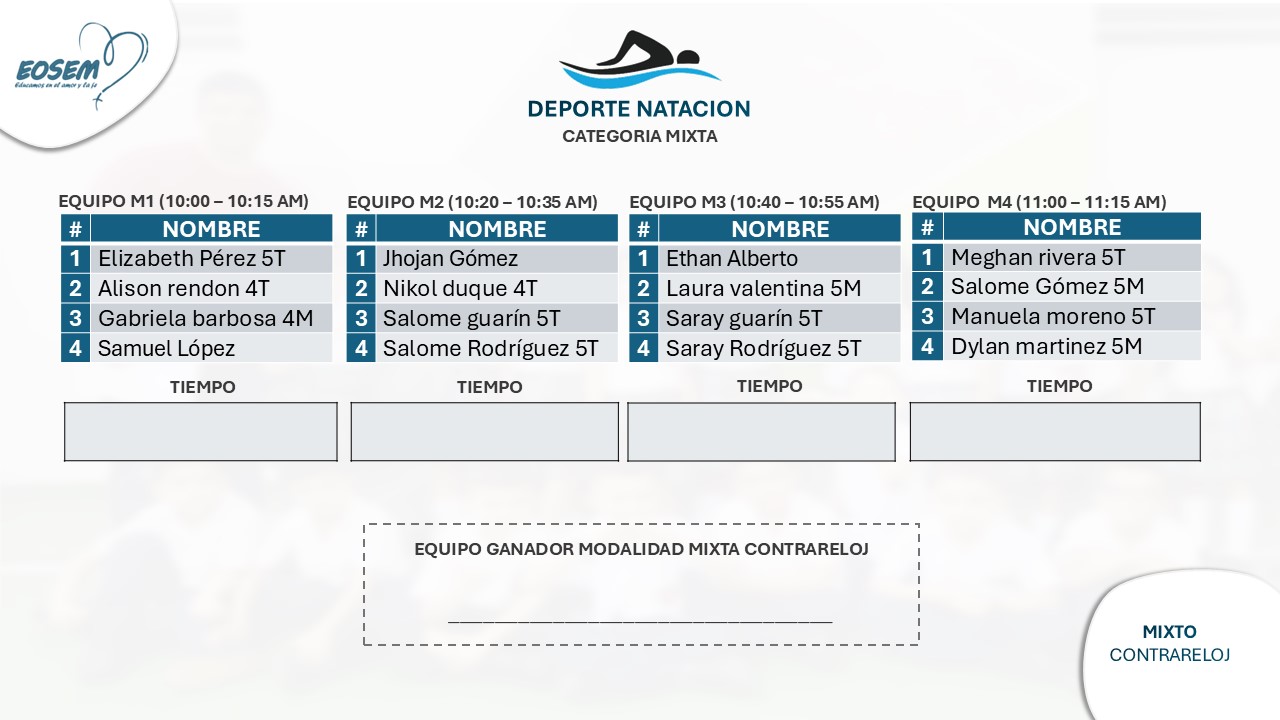 EOSEM
Educamos en el amor y la fe
DEPORTE NATACION
CATEGORIA MIXTA
EQUIPO M1 (10:00 – 10:15 AM)
# NOMBRE
1 Elizabeth Pérez 5T
2 Alison rendon 4T
3 Gabriela barbosa 4M
4 Samuel López
TIEMPO
EQUIPO M2 (10:20 – 10:35 AM)
# NOMBRE
1 Jhojan Gómez
2 Nikol duque 4T
3 Salome guarín 5T
4 Salome Rodríguez 5T
TIEMPO
EQUIPO M3 (10:40 – 10:55 AM)
# NOMBRE
1 Ethan Alberto
2 Laura valentina 5M
3 Saray guarín 5T
4 Saray Rodríguez 5T
TIEMPO
EQUIPO  M4 (11:00 – 11:15 AM)
# NOMBRE
1 Meghan rivera 5T
2 Salome Gómez 5M
3 Manuela moreno 5T
4 Dylan martinez 5M
TIEMPO
EQUIPO GANADOR MODALIDAD MIXTA CONTRARELOJ
MIXTO
CONTRARELOJ